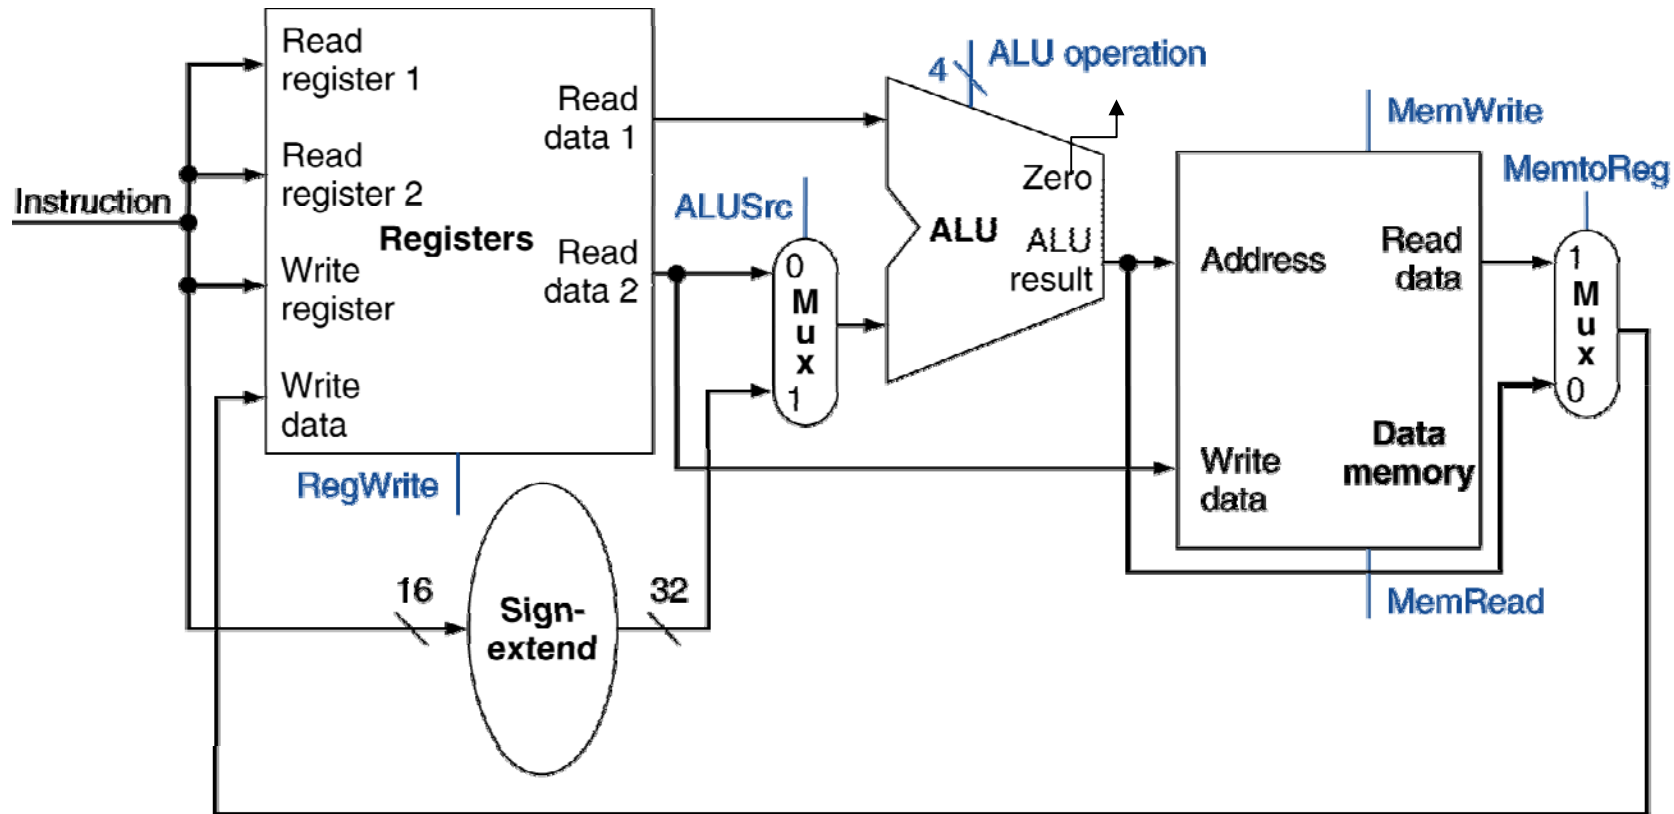 Instruction
Read
register 1
Read
register 2
Registers
Write
register
Write
data
Read
data 1
Read
data 2
RegWrite
16
Sign-
extend
32
ALUSrc
0
M
u
x
1
4
ALU operation
Zero
ALU
ALU
result
MemWrite
Address
Read
data
Write
data
Data
memory
MemRead
MemtoReg
1
M
u
x
0